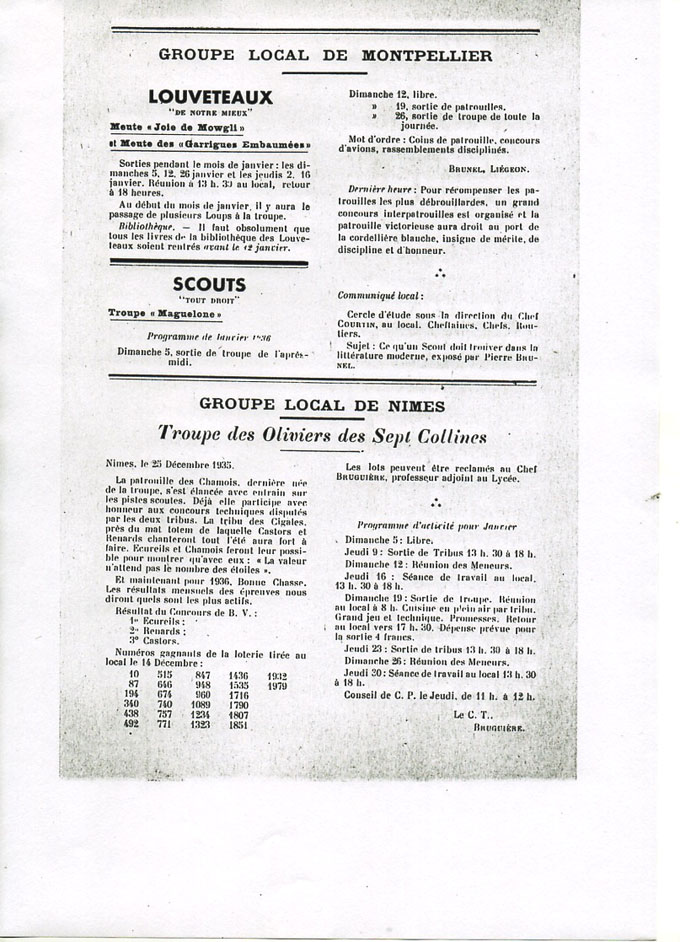 GROUPE LOCAL DE MONTPELLIER
LOUVETEAUX
"DE NOTRE MIEUX"
Meute « Joie de Mowgli »
et Meute des « Garrigues Embaumées »
Sorties pendant le mois de janvier : les di-
manches 5, 12, 26 janvier et les jeudis 2, 16
janvier. Réunion à 13 h. 30 au local, retour
à 18 heures.
Au début du mois de janvier, il y aura le
passage de plusieurs Loups à la troupe.
Bibliothèque. — Il faut absolument que
tous les livres de la bibliothèque des Louve-
teaux soient rentrés avant le 12 janvier.
SCOUTS
"TOUT DROIT"
Troupe « Maguelone »
Programme de Janvier 1936
Dimanche 5, sortie de troupe de l'après-
midi.
Dimanche 12, libre.
» 19, sortie de patrouilles.
» 26, sortie de troupe de toute la
journée.
Mot d'ordre : Coins de patrouille, concours
d'avions, rassemblements disciplinés.
BRUNEL, LIÉGEON.
Dernière heure : Pour récompenser les pa-
trouilles les plus débrouillardes, un grand
concours interpatrouilles est organisé et la
patrouille victorieuse aura droit au port de
la cordelière blanche, insigne de mérite, de
discipline et d'honneur.
Communiqué local :
Cercle d'étude sous la direction du Chef
COURTIN, au local. Cheftaines, Chefs, Rou-
tiers.
Sujet : Ce qu'un Scout doit trouver dans la
littérature moderne, exposé par Pierre BRU-
NEL.
GROUPE LOCAL DE NIMES
Troupe des Oliviers des Sept Collines
Nimes, le 25 Décembre 1935.
La patrouille des Chamois, dernière née
de la troupe, s'est élancée avec entrain sur
les pistes scoutes. Déjà elle participe avec
honneur aux concours techniques disputés
par les deux tribus. La tribu des Cigales,
près du mat totem de laquelle Castors et
Renards chanteront tout l'été aura fort à
faire. Ecureils et Chamois feront leur possi-
ble pour montrer qu'avec eux : « La valeur
n'attend pas le nombre des étoiles ».
Et maintenant pour 1936, Bonne Chasse.
Les résultats mensuels des épreuves nous
diront quels sont les plus actifs.
Résultat du Concours de B. V. :
1er Ecureils ;
2me Renards ;
3e Castors.
Numéros gagnants de la loterie tirée au
local le 14 Décembre :
10 515 847 1436 1932
87 646 948 1535 1979
194 674 960 1716
340 740 1089 1790
438 757 1234 1807
492 771 1323 1851
Les lots peuvent être reclamés au Chef
BRUGUIÈRE, professeur adjoint au Lycée.
Programme d'activité pour Janvier
Dimanche 5 : Libre.
Jeudi 9 : Sortie de Tribus 13 h. 30 à 18 h.
Dimanche 12 : Réunion des Meneurs.
Jeudi 16 : Séance de travail au local,
13 h. 30 à 18 h.
Dimanche 19 : Sortie de troupe. Réunion
au local à 8 h. Cuisine en plein air par tribu.
Grand jeu et technique. Promesses. Retour
au local vers 17 h. 30. Dépense prévue pour
la sortie 4 francs.
Jeudi 23 : Sortie de tribus 13 h. 30 à 18 h.
Dimanche 26 : Réunion des Meneurs.
Jeudi 30 : Séance de travail au local 13 h. 30
à 18 h.
Conseil de C. P. le Jeudi, de 11 h. à 12 h.
Le C. T..
BRUGUIÈRE.